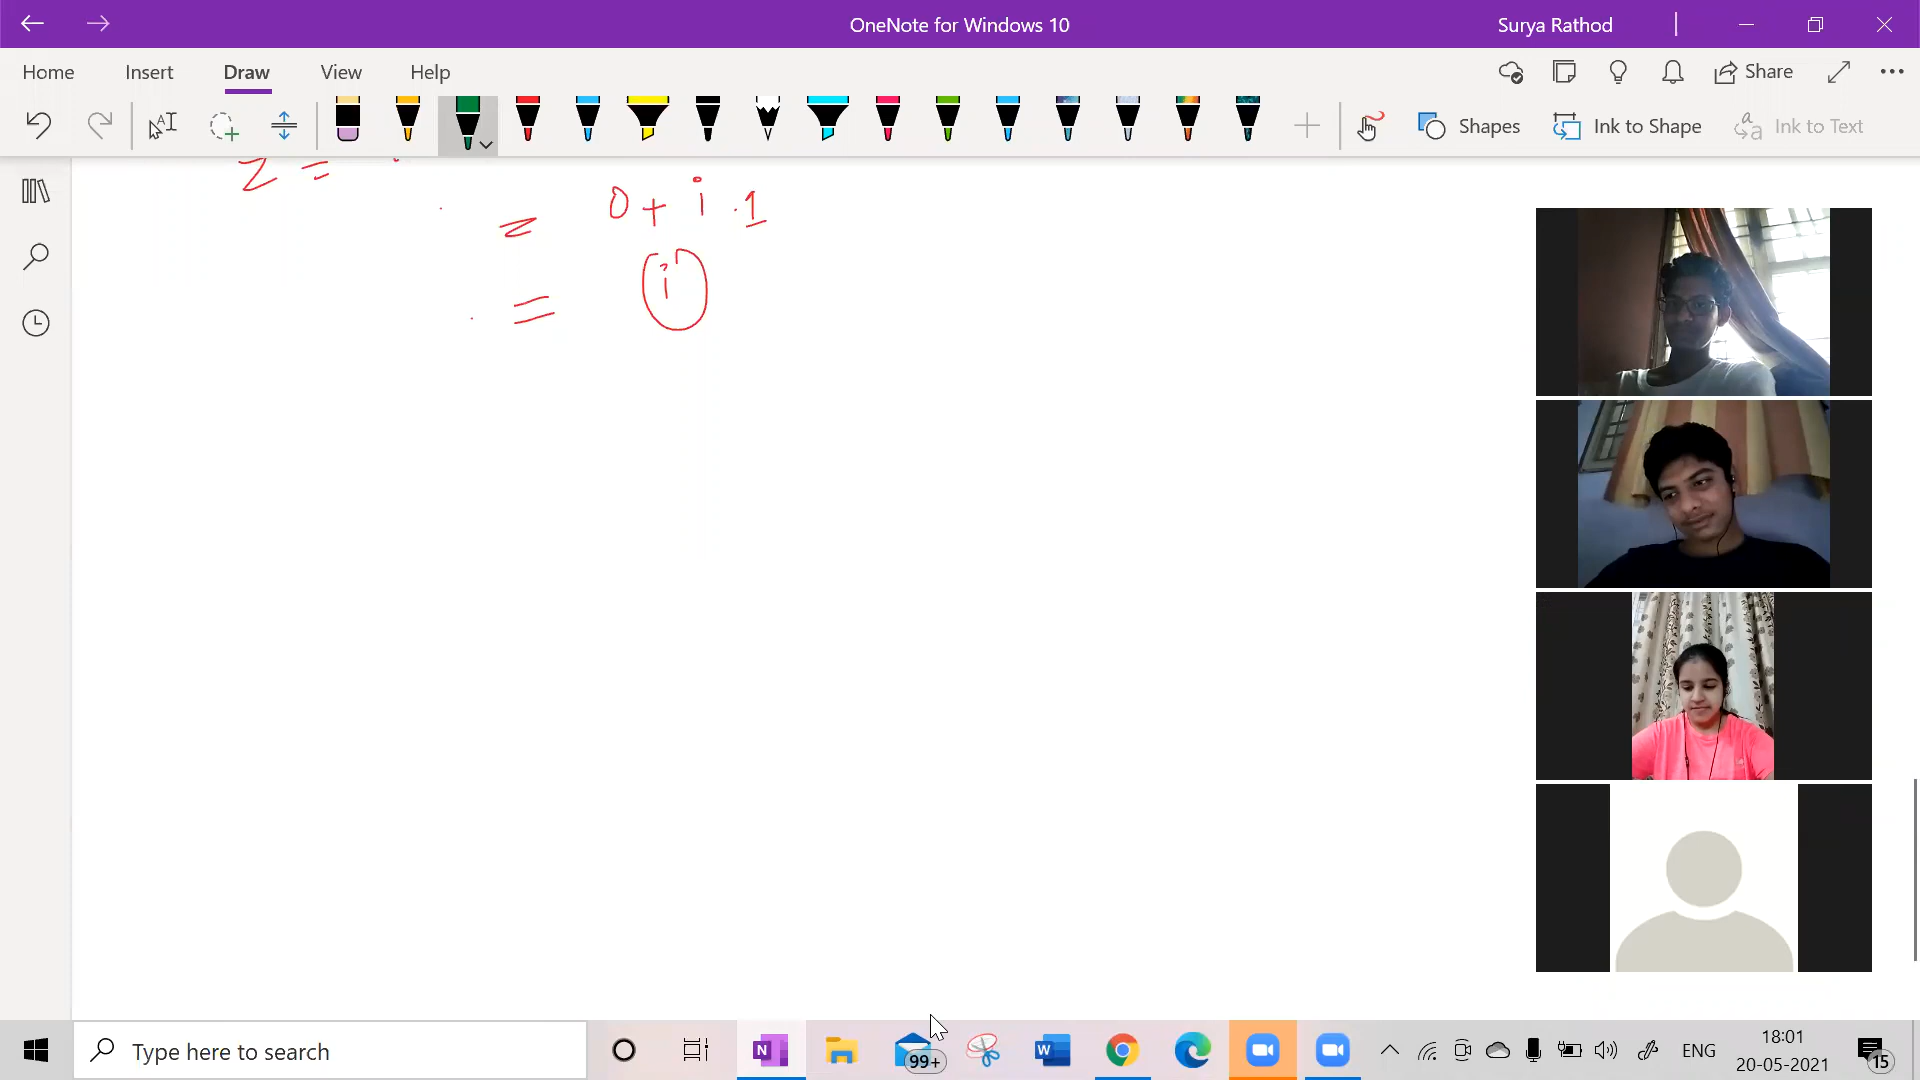 OneNote for Windows 10
Surya Rathod
Home Insert Draw View Help
Share
Shapes
Ink to Shape
Ink to Text
z =
= 0 + i . 1
= i
Type here to search
99+
ENG
18:01
20-05-2021
15